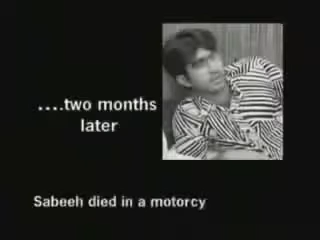 ....two months
later
Sabeeh died in a motorcy